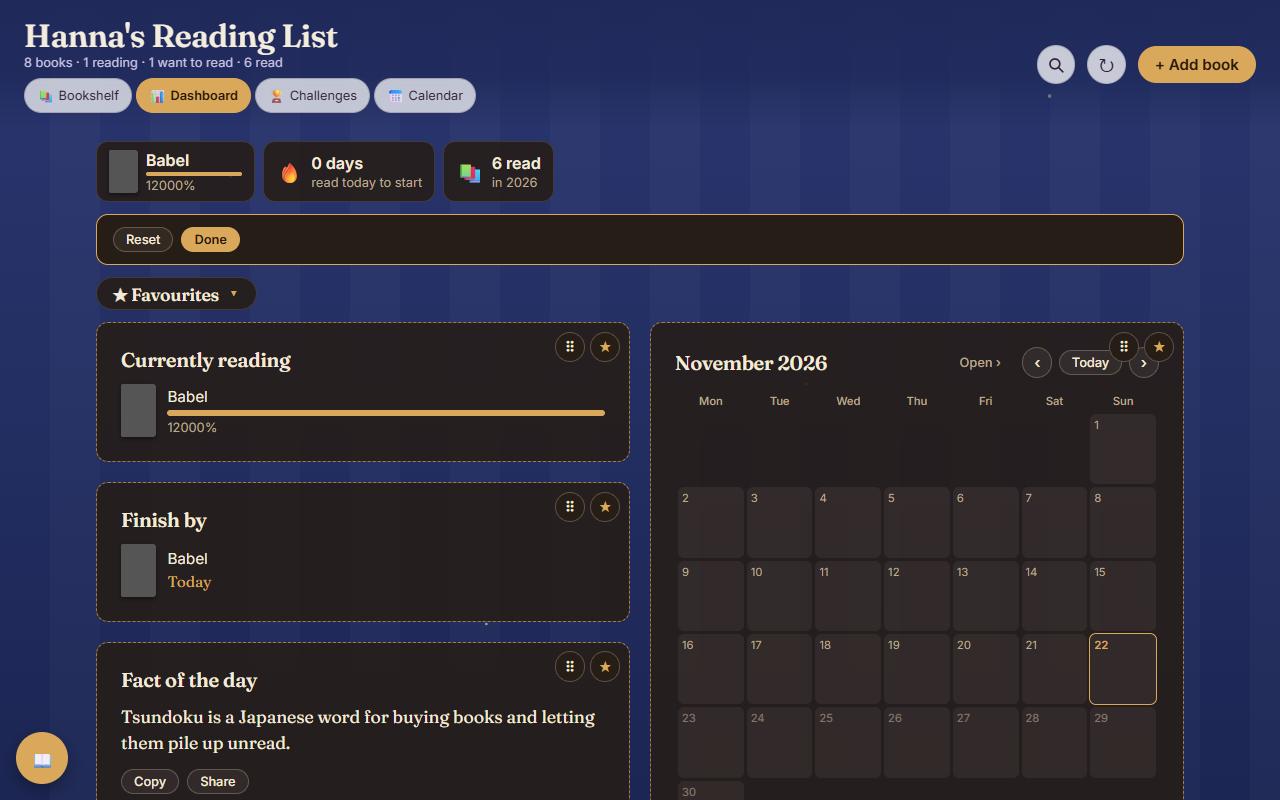 Hanna's Reading List
8 books · 1 reading · 1 want to read · 6 read
Bookshelf
Dashboard
Challenges
Calendar
+ Add book
Babel
12000%
0 days
read today to start
6 read
in 2026
Reset
Done
★ Favourites ▼
Currently reading
Babel
12000%
Finish by
Babel
Today
Fact of the day
Tsundoku is a Japanese word for buying books and letting
them pile up unread.
Copy
Share
November 2026
Open ›
‹
Today
›
Mon Tue Wed Thu Fri Sat Sun
1
2 3 4 5 6 7 8
9 10 11 12 13 14 15
16 17 18 19 20 21 22
23 24 25 26 27 28 29
30